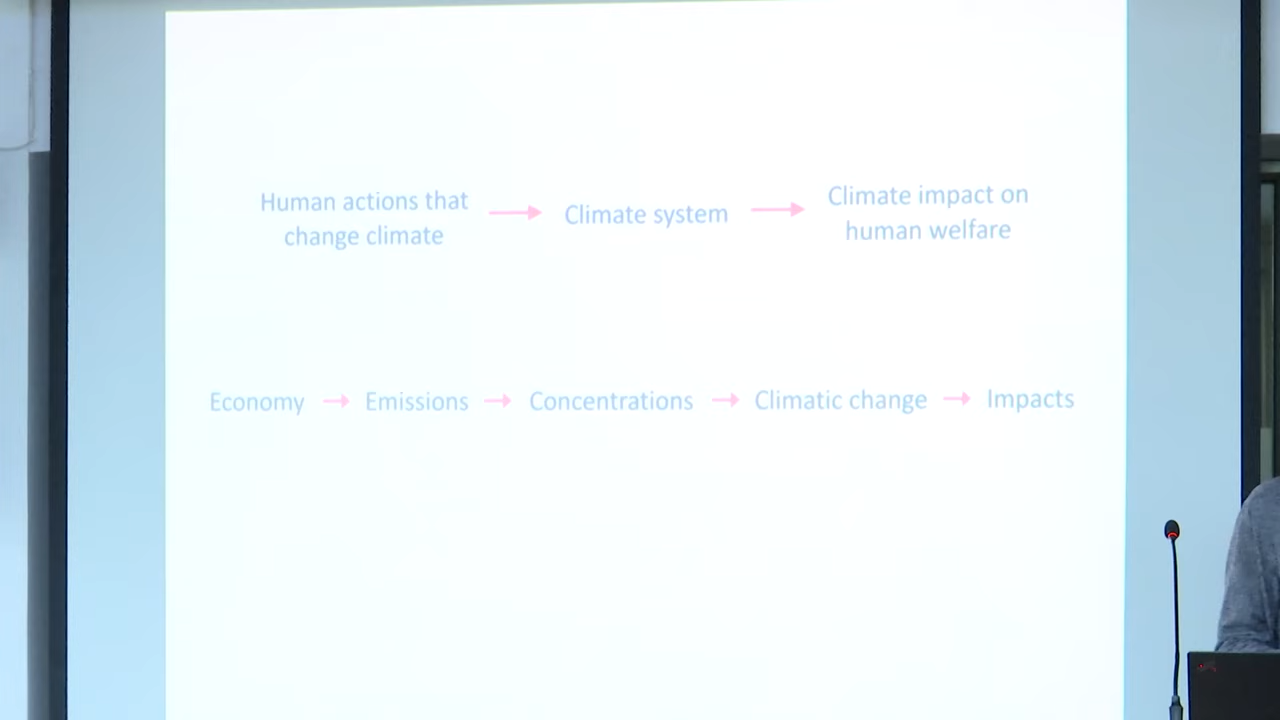 Human actions that
change climate
Climate system
Climate impact on
human welfare
Economy → Emissions → Concentrations → Climatic change → Impacts